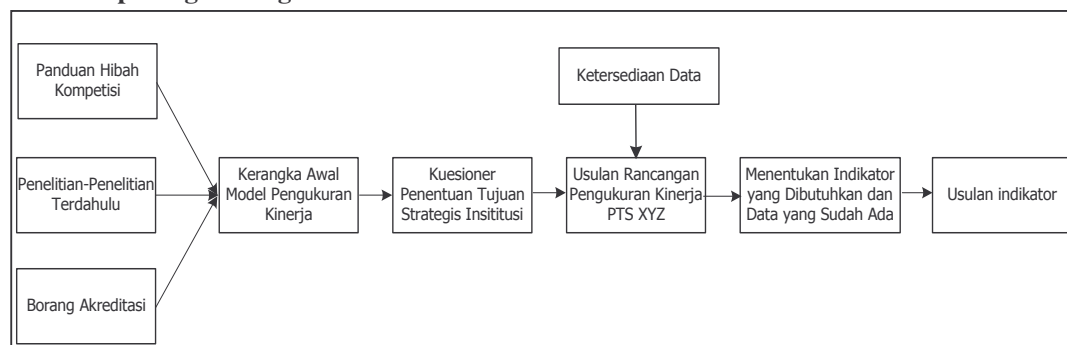 Panduan Hibah
Kompetisi
Penelitian-Penelitian
Terdahulu
Borang Akreditasi
Kerangka Awal
Model Pengukuran
Kinerja
Kuesioner
Penentuan Tujuan
Strategis Insititusi
Ketersediaan Data
Usulan Rancangan
Pengukuran Kinerja
PTS XYZ
Menentukan Indikator
yang Dibutuhkan dan
Data yang Sudah Ada
Usulan indikator